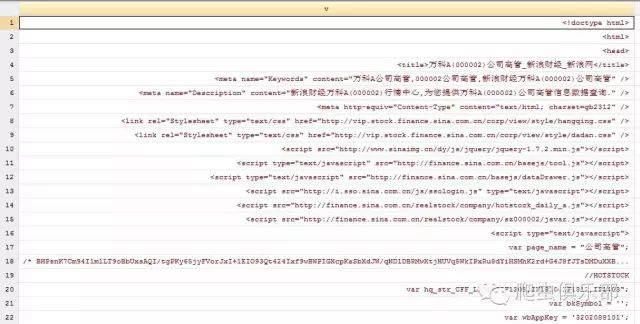 v
1 <!doctype html>
2 <html>
3 <head>
4 <title>万科A(000002)公司高管_新浪财经_新浪网</title>
5 <meta name="Keywords" content="万科A公司高管,000002公司高管,新浪财经万科A(000002)公司高管" />
6 <meta name="Description" content="新浪财经万科A(000002)行情中心,为您提供万科A(000002)公司高管信息数据查询." />
7 <meta http-equiv="Content-Type" content="text/html; charset=gb2312" />
8 <link rel="Stylesheet" type="text/css" href="http://vip.stock.finance.sina.com.cn/corp/view/style/hangqing.css" />
9 <link rel="Stylesheet" type="text/css" href="http://vip.stock.finance.sina.com.cn/corp/view/style/dadan.css" />
10 <script src="http://www.sinaimg.cn/dy/js/jquery/jquery-1.7.2.min.js"></script>
11 <script type="text/javascript" src="http://finance.sina.com.cn/basejs/tool.js"></script>
12 <script type="text/javascript" src="http://finance.sina.com.cn/basejs/dataDrawer.js"></script>
13 <script src="http://i.sso.sina.com.cn/js/ssologin.js" type="text/javascript"></script>
14 <script src="http://finance.sina.com.cn/realstock/company/hotstock_daily_a.js"></script>
15 <script src="http://finance.sina.com.cn/realstock/company/sz000002/jsvar.js"></script>
16 <script type="text/javascript">
17 var page_name = "公司高管";
18 /*
19 //HOTSTOCK
20 var
21 var bkSymbol = '';
22 var wbAppKey = '3202088101';
爬虫俱乐部